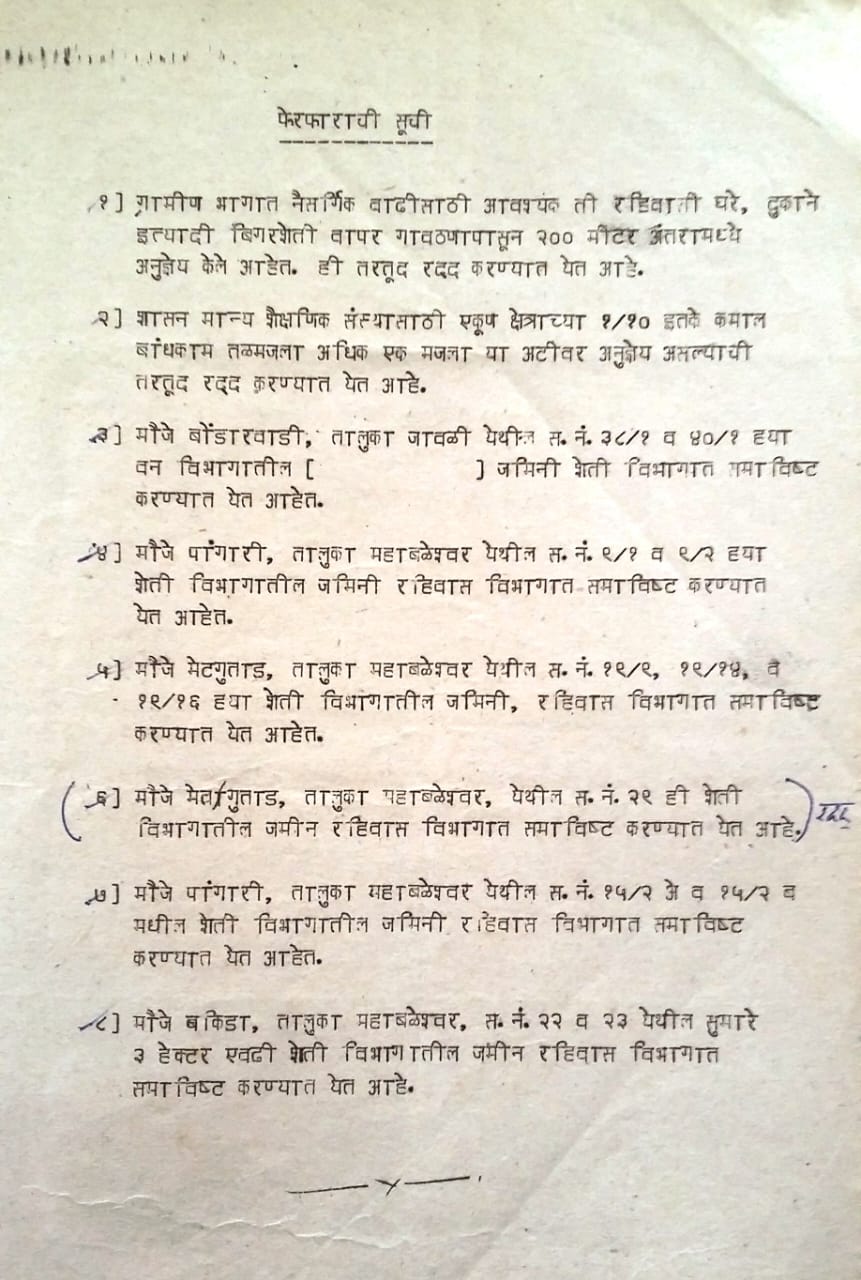 फेरफाराची सूची
१] ग्रामीण भागात नैसर्गिक वाढीसाठी आवश्यक ती रहिवाती घरे, दुकाने
इत्यादी बिगरशेती वापर गावठाणापासून २०० मीटर अंतरामध्ये
अनुज्ञेय केले आहेत. ही तरतूद रद्द करण्यात येत आहे.
२] शासन मान्य शैक्षणिक संस्थासाठी एकूण क्षेत्राच्या १/१० इतके कमाल
बांधकाम तळमजला अधिक एक मजला या अटीवर अनुज्ञेय असल्याची
तरतूद रद्द करण्यात येत आहे.
३] मौजे बोंडारवाडी, तालुका जावळी येथील स.नं.३८/१ व ४०/१ हया
वन विभागातील [ ] जमिनी शेती विभागात समाविष्ट
करण्यात येत आहेत.
४] मौजे पांगारी, तालुका महाबळेश्वर येथील स.नं.९/१ व ९/२ हया
शेती विभागातील जमिनी रहिवास विभागात समाविष्ट करण्यात
येत आहेत.
५] मौजे मेटगुताड, तालुका महाबळेश्वर येथील स.नं.१९/९, १९/१४, व
१९/१६ हया शेती विभागातील जमिनी, रहिवास विभागात समाविष्ट
करण्यात येत आहेत.
६] मौजे मेटगुताड, तालुका महाबळेश्वर, येथील स.नं.२९ ही शेती
विभागातील जमीन रहिवास विभागात समाविष्ट करण्यात येत आहे.
७] मौजे पांगारी, तालुका महाबळेश्वर येथील स.नं.१५/२ अे व १५/२ ब
मधील शेती विभागातील जमिनी रहिवास विभागात समाविष्ट
करण्यात येत आहेत.
८] मौजे बकिडा, तालुका महाबळेश्वर, स.नं.२२ व २३ येथील सुमारे
३ हेक्टर एवढी शेती विभागातील जमीन रहिवास विभागात
समाविष्ट करण्यात येत आहे.